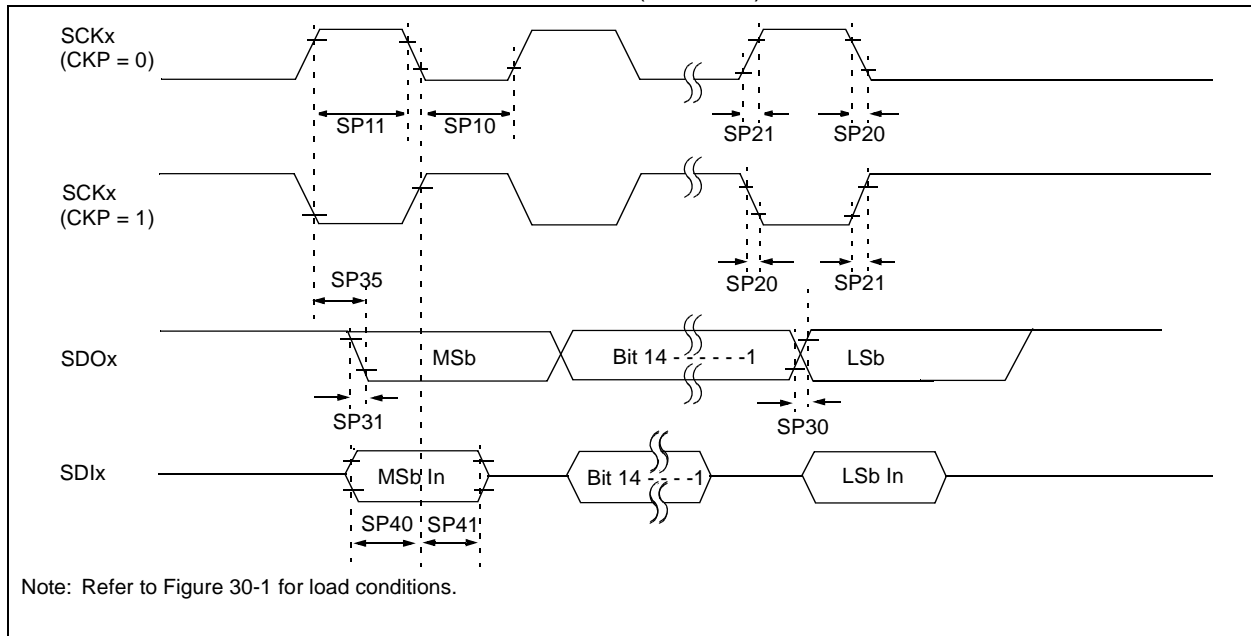 SCKx
(CKP = 0)
SP11
SP10
SP21
SP20
SCKx
(CKP = 1)
SP35
SP20
SP21
SDOx
MSb
Bit 14 - - - - - -1
LSb
SP31
SP30
SDIx
MSb In
Bit 14 - - - - -1
LSb In
SP40
SP41
Note: Refer to Figure 30-1 for load conditions.